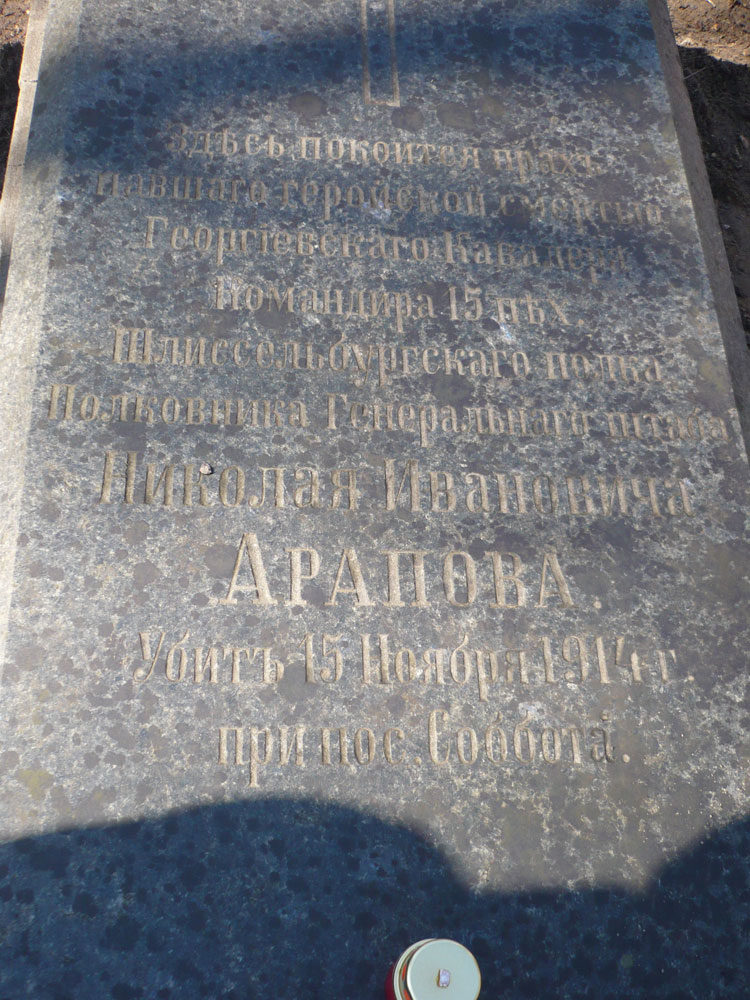 Здѣсь покоится прахъ
павшаго геройской смертью
Георгіевскаго Кавалера
Командира 15 пѣх.
Шлиссельбургскаго полка
Полковника Генеральнаго штаба
Николая Ивановича
АРАПОВА.
Убитъ 15 Ноября 1914 г.
при пос. Соббота.